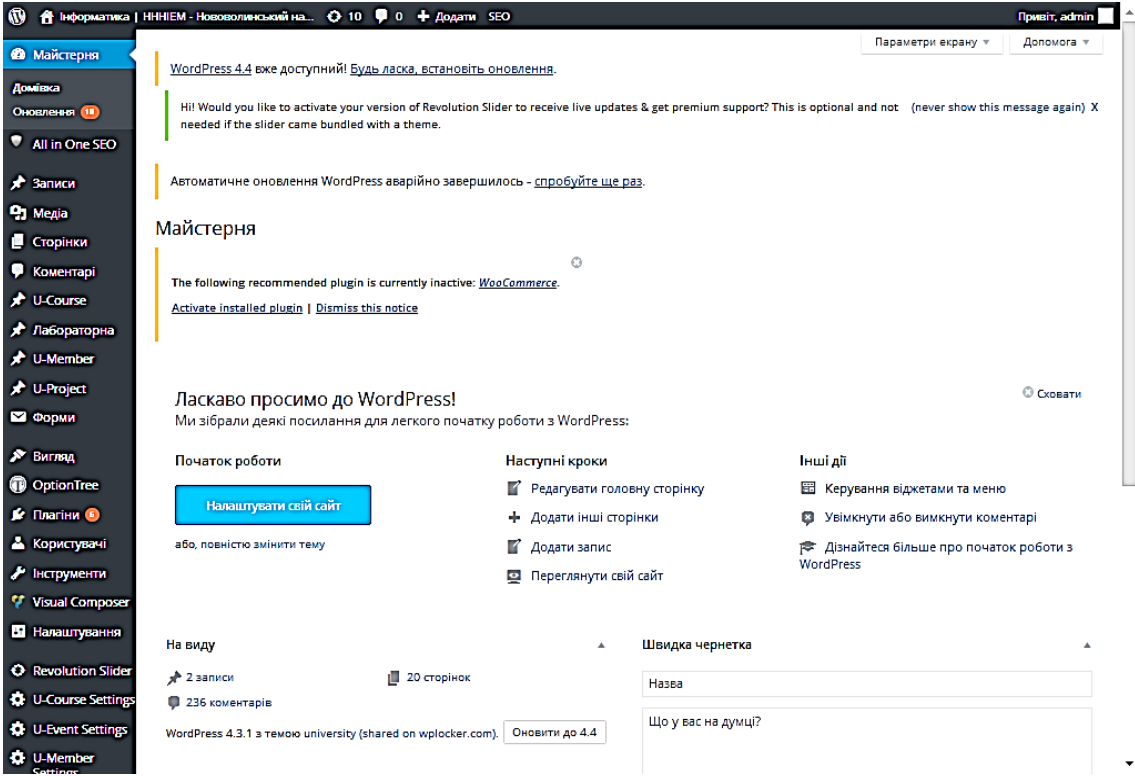 Інформатика | НННІЕМ - Нововолинський на... 10 0 + Додати SEO Привіт, admin
Параметри екрану Допомога
Майстерня
Домівка
Оновлення 18
All in One SEO
Записи
Медіа
Сторінки
Коментарі
U-Course
Лабораторна
U-Member
U-Project
Форми
Вигляд
OptionTree
Плагіни 6
Користувачі
Інструменти
Visual Composer
Налаштування
Revolution Slider
U-Course Settings
U-Event Settings
U-Member
Settings
WordPress 4.4 вже доступний! Будь ласка, встановіть оновлення.
Hi! Would you like to activate your version of Revolution Slider to receive live updates & get premium support? This is optional and not (never show this message again) X
needed if the slider came bundled with a theme.
Автоматичне оновлення WordPress аварійно завершилось - спробуйте ще раз.
Майстерня
The following recommended plugin is currently inactive: WooCommerce.
Activate installed plugin | Dismiss this notice
Ласкаво просимо до WordPress! Сховати
Ми зібрали деякі посилання для легкого початку роботи з WordPress:
Початок роботи
Налаштувати свій сайт
або, повністю змінити тему
Наступні кроки
Редагувати головну сторінку
Додати інші сторінки
Додати запис
Переглянути свій сайт
Інші дії
Керування віджетами та меню
Увімкнути або вимкнути коментарі
Дізнайтеся більше про початок роботи з
WordPress
На виду
2 записи 20 сторінок
236 коментарів
WordPress 4.3.1 з темою university (shared on wplocker.com). Оновити до 4.4
Швидка чернетка
Назва
Що у вас на думці?